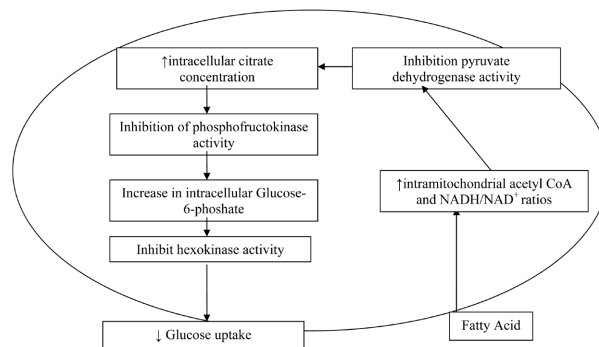 ↑intracellular citrate
concentration
Inhibition pyruvate
dehydrogenase activity
Inhibition of phosphofructokinase
activity
Increase in intracellular Glucose-
6-phoshate
↑intramitochondrial acetyl CoA
and NADH/NAD⁺ ratios
Inhibit hexokinase activity
↓ Glucose uptake
Fatty Acid